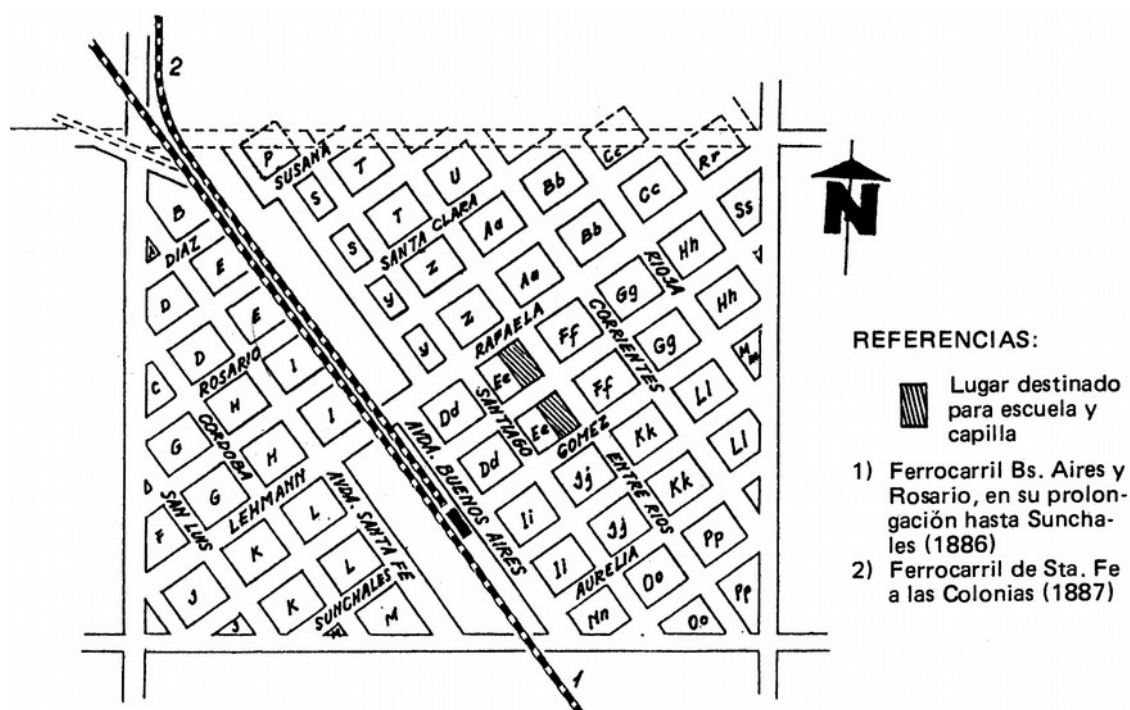 2
P
SUSANA
T
U
Bb
Cc
Rr
S
T
SANTA CLARA
Aa
Bb
Cc
Ss
B
DIAZ
E
S
Z
Aa
Hh
RIOJA
D
E
y
Z
RAFAELA
Ff
CORRIENTES
Gg
Hh
D
ROSARIO
I
y
Ee
Gg
Mm
C
CORDOBA
H
I
Dd
SANTIAGO
Ff
Ll
G
H
AVDA. BUENOS AIRES
Ee
GOMEZ
Kk
Ll
SAN LUIS
G
LEHMANN
L
AVDA. SANTA FE
Dd
Jj
ENTRE RIOS
Kk
F
K
L
Ii
Jj
Pp
J
K
SUNCHALES
M
Ii
AURELIA
Oo
Pp
J
M
Nn
Oo
1
N
REFERENCIAS:
Lugar destinado
para escuela y
capilla
1) Ferrocarril Bs. Aires y
Rosario, en su prolon-
gación hasta Suncha-
les (1886)
2) Ferrocarril de Sta. Fe
a las Colonias (1887)